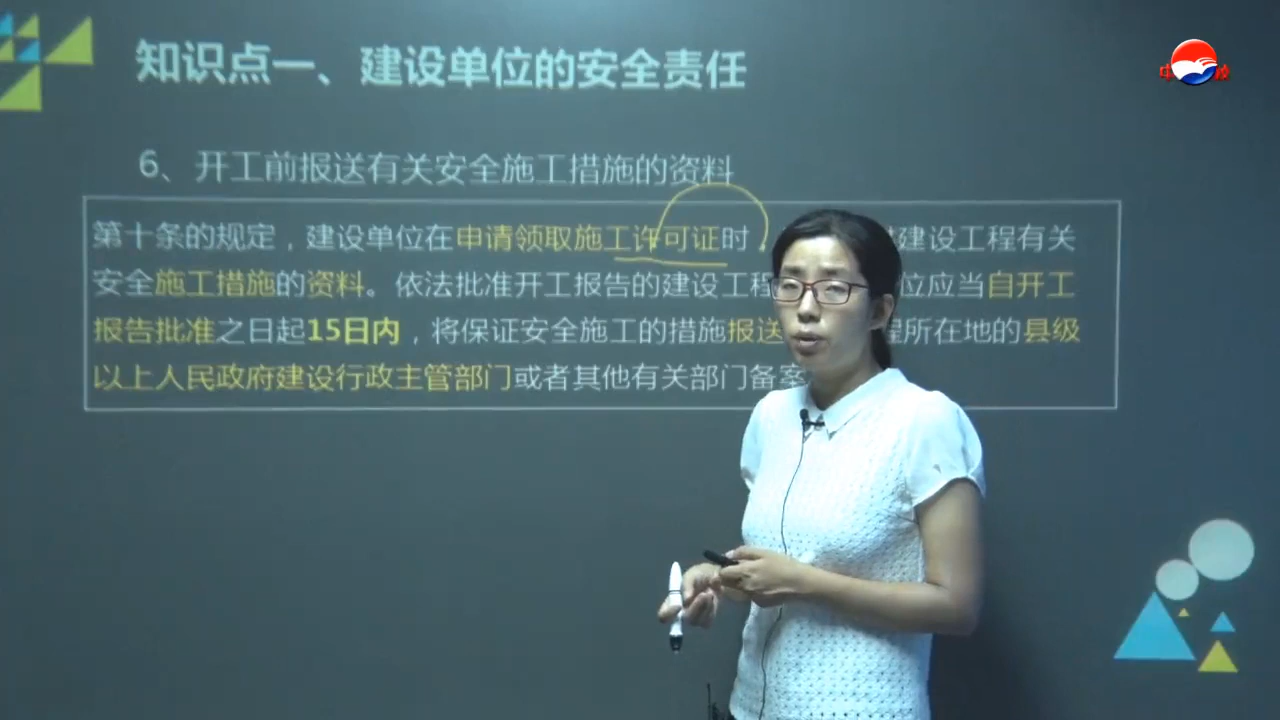 知识点一、建设单位的安全责任
6、开工前报送有关安全施工措施的资料
第十条的规定，建设单位在申请领取施工许可证时，建设工程有关
安全施工措施的资料。依法批准开工报告的建设工程位应当自开工
报告批准之日起15日内，将保证安全施工的措施报送程所在地的县级
以上人民政府建设行政主管部门或者其他有关部门备案